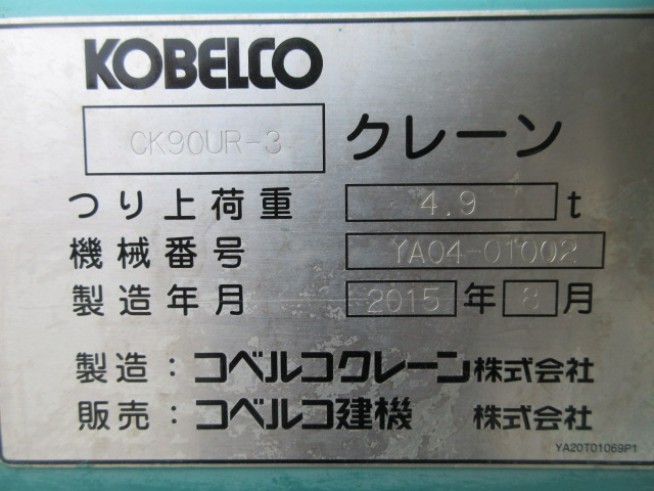 KOBELCO
CK90UR-3 クレーン
つり上荷重 4.9 t
機械番号 YA04-01002
製造年月 2015 年 8 月
製造：コベルコクレーン株式会社
販売：コベルコ建機 株式会社
YA20T01069P1